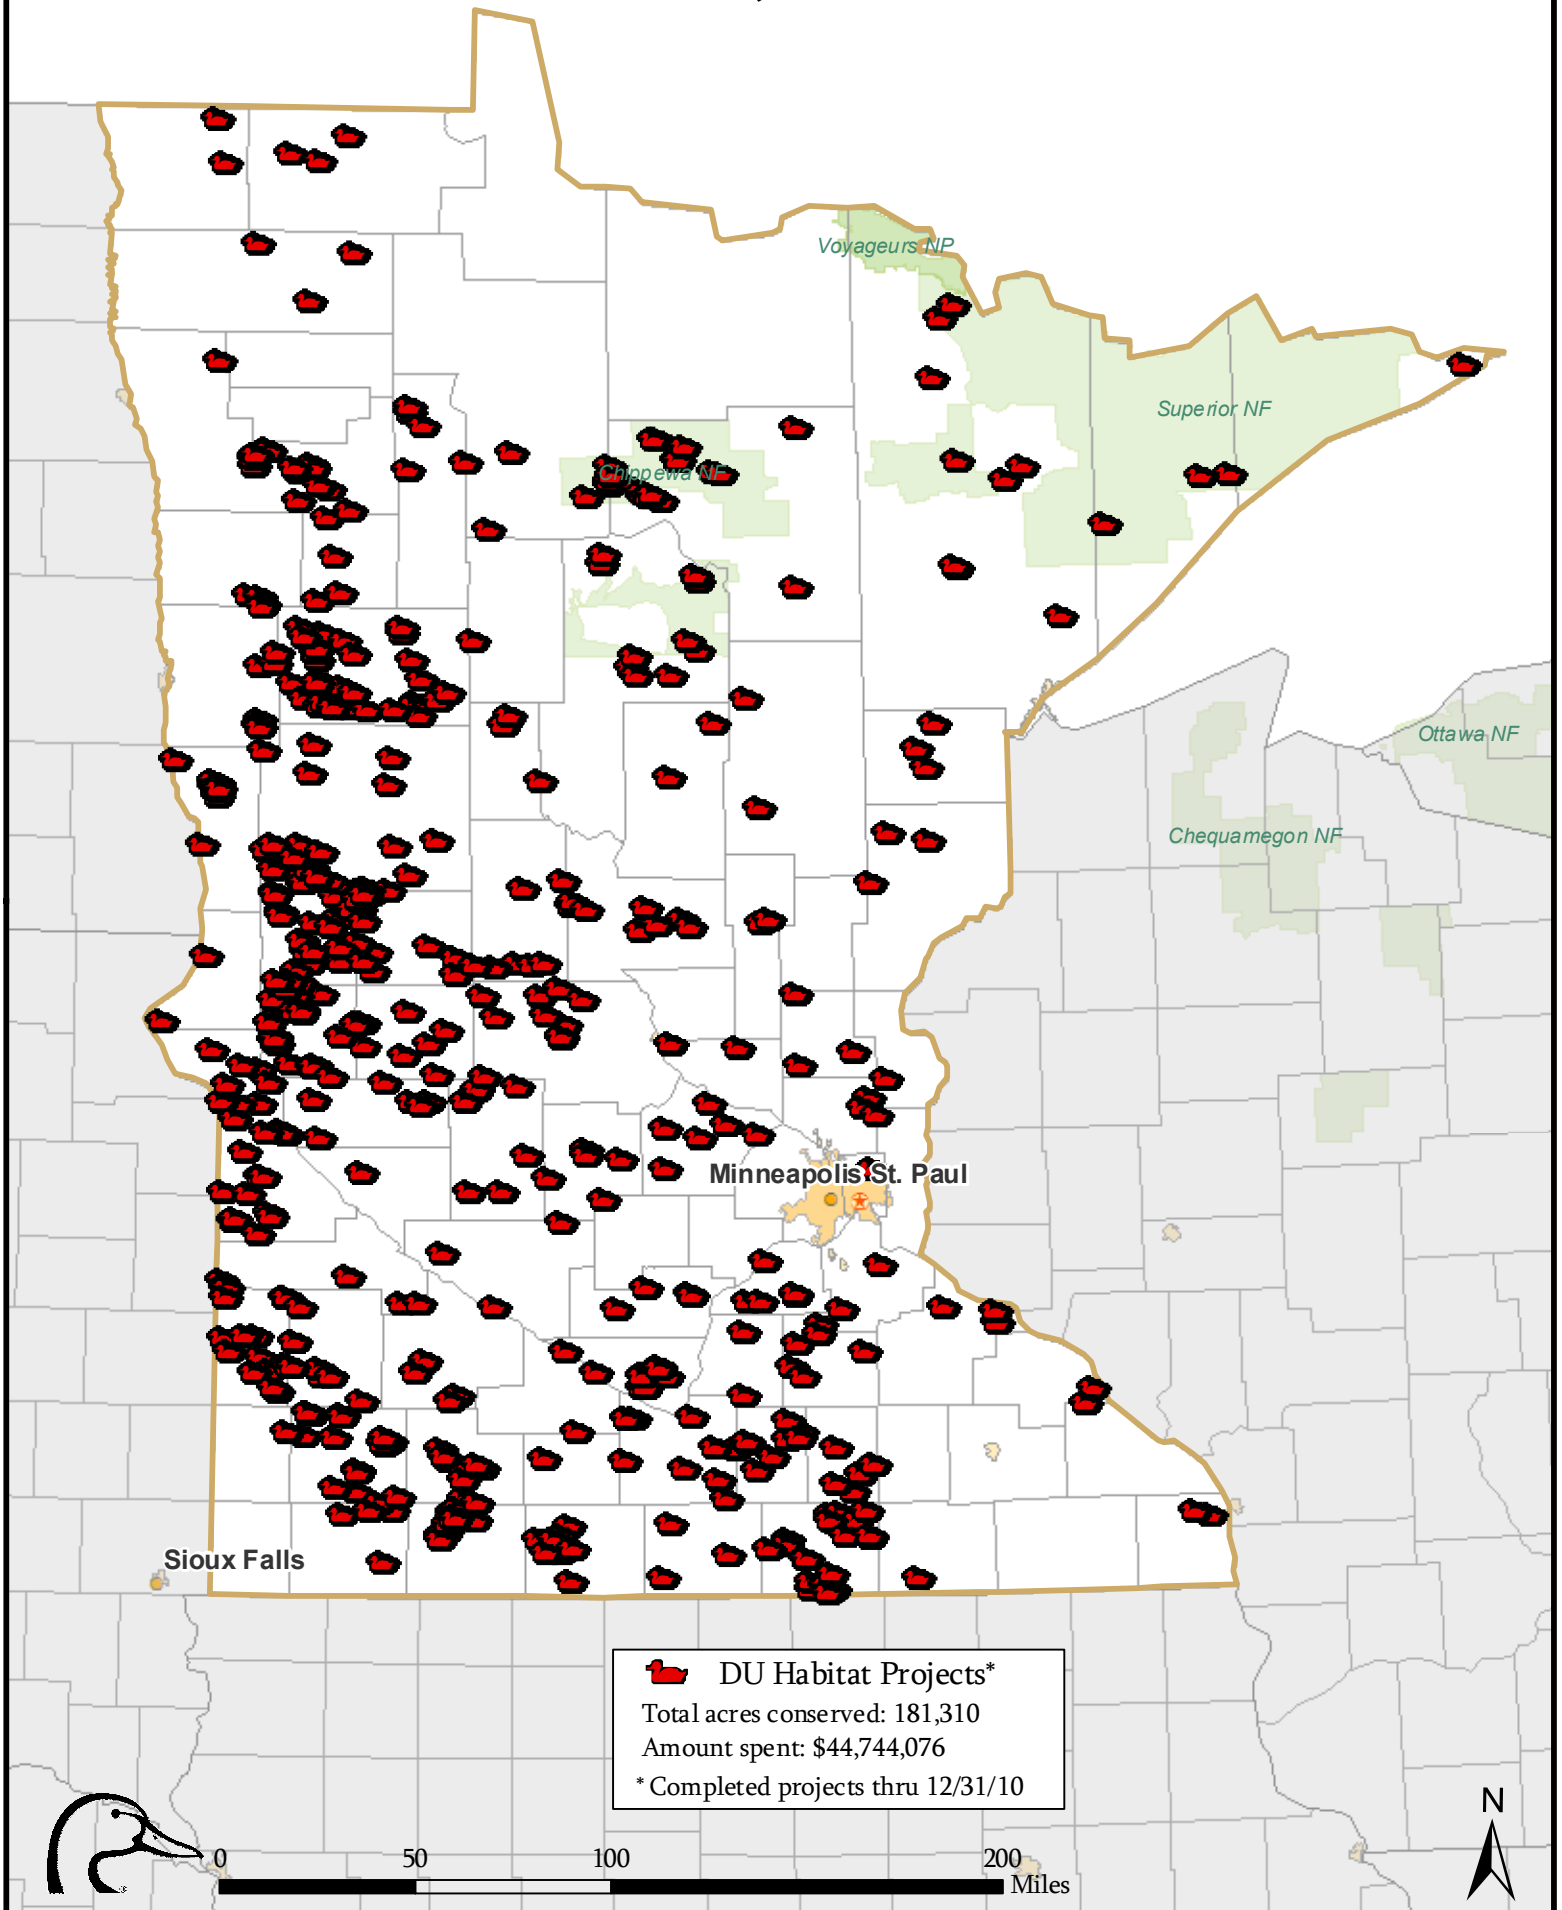 Voyageurs NP
Superior NF
Chippewa NF
Ottawa NF
Chequamegon NF
Minneapolis St. Paul
Sioux Falls
DU Habitat Projects*
Total acres conserved: 181,310
Amount spent: $44,744,076
* Completed projects thru 12/31/10
N
0 50 100 200
Miles